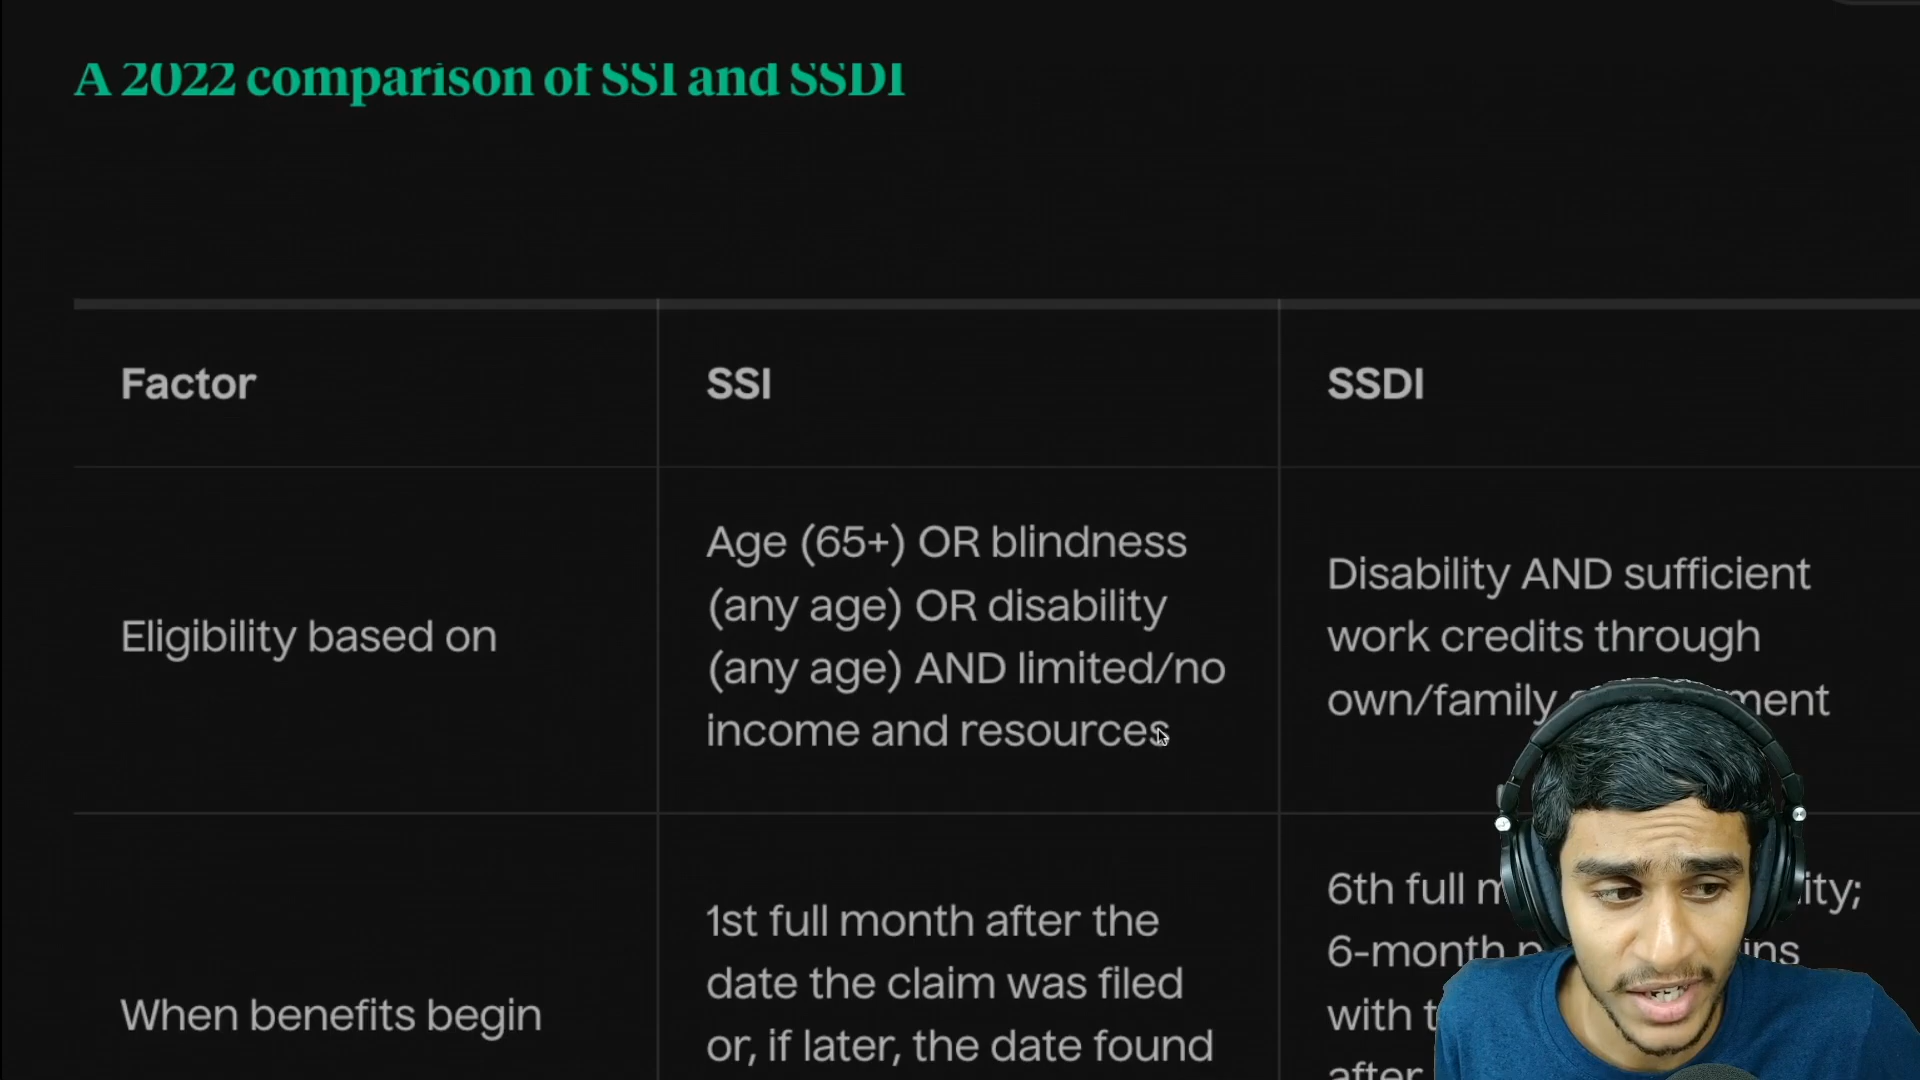 A 2022 comparison of SSI and SSDI
Factor
SSI
SSDI
Eligibility based on
Age (65+) OR blindness
(any age) OR disability
(any age) AND limited/no
income and resources
Disability AND sufficient
work credits through
own/family
When benefits begin
1st full month after the
date the claim was filed
or, if later, the date found
6th full
6-month
with
after